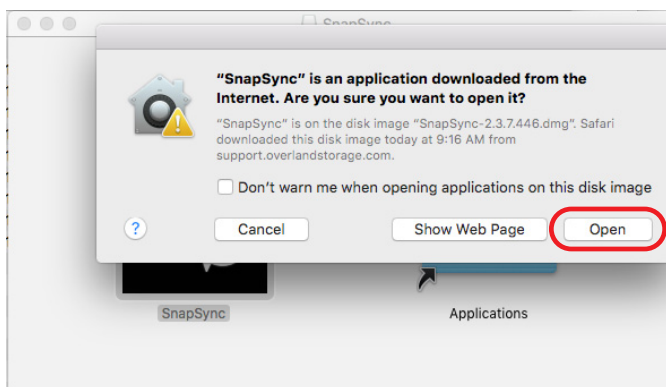 SnapSync
"SnapSync" is an application downloaded from the
Internet. Are you sure you want to open it?
"SnapSync" is on the disk image "SnapSync-2.3.7.446.dmg". Safari
downloaded this disk image today at 9:16 AM from
support.overlandstorage.com.
Don't warn me when opening applications on this disk image
? Cancel Show Web Page Open
SnapSync Applications